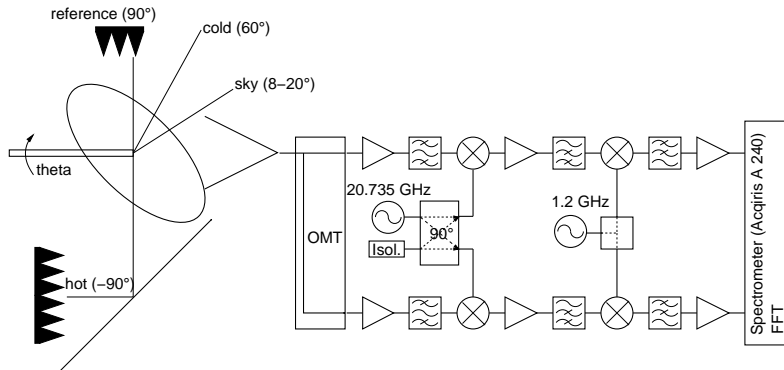 reference (90°)
cold (60°)
sky (8–20°)
theta
hot (−90°)
OMT
20.735 GHz
90°
Isol.
1.2 GHz
Spectrometer (Acqiris A 240)
FFT